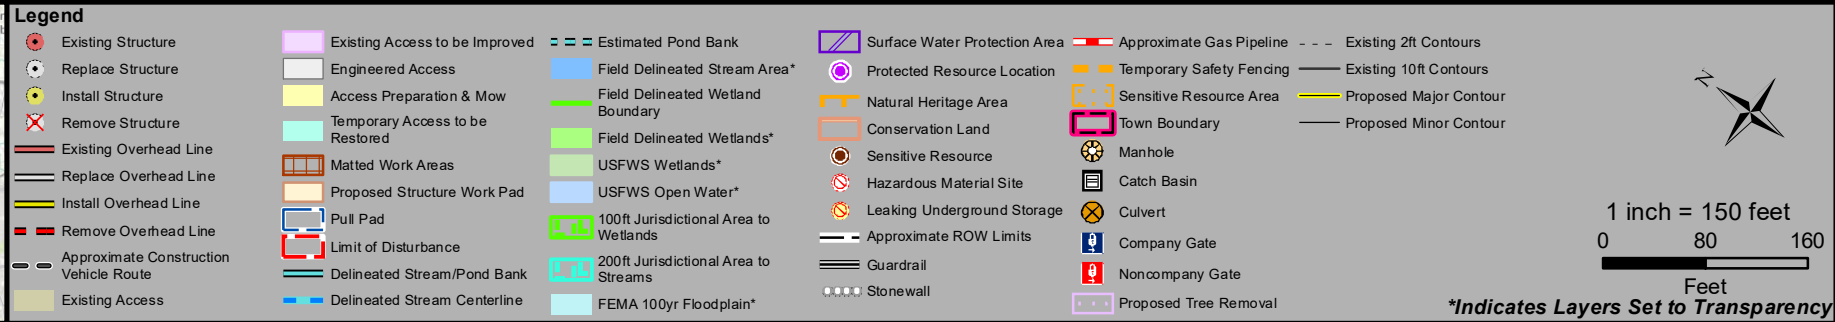 Legend
Existing Structure
Replace Structure
Install Structure
Remove Structure
Existing Overhead Line
Replace Overhead Line
Install Overhead Line
Remove Overhead Line
Approximate Construction
Vehicle Route
Existing Access
Existing Access to be Improved
Engineered Access
Access Preparation & Mow
Temporary Access to be
Restored
Matted Work Areas
Proposed Structure Work Pad
Pull Pad
Limit of Disturbance
Delineated Stream/Pond Bank
Delineated Stream Centerline
Estimated Pond Bank
Field Delineated Stream Area*
Field Delineated Wetland
Boundary
Field Delineated Wetlands*
USFWS Wetlands*
USFWS Open Water*
100ft Jurisdictional Area to
Wetlands
200ft Jurisdictional Area to
Streams
FEMA 100yr Floodplain*
Surface Water Protection Area
Protected Resource Location
Natural Heritage Area
Conservation Land
Sensitive Resource
Hazardous Material Site
Leaking Underground Storage
Approximate ROW Limits
Guardrail
Stonewall
Approximate Gas Pipeline
Temporary Safety Fencing
Sensitive Resource Area
Town Boundary
Manhole
Catch Basin
Culvert
Company Gate
Noncompany Gate
Proposed Tree Removal
Existing 2ft Contours
Existing 10ft Contours
Proposed Major Contour
Proposed Minor Contour
N
1 inch = 150 feet
0 80 160
Feet
*Indicates Layers Set to Transparency